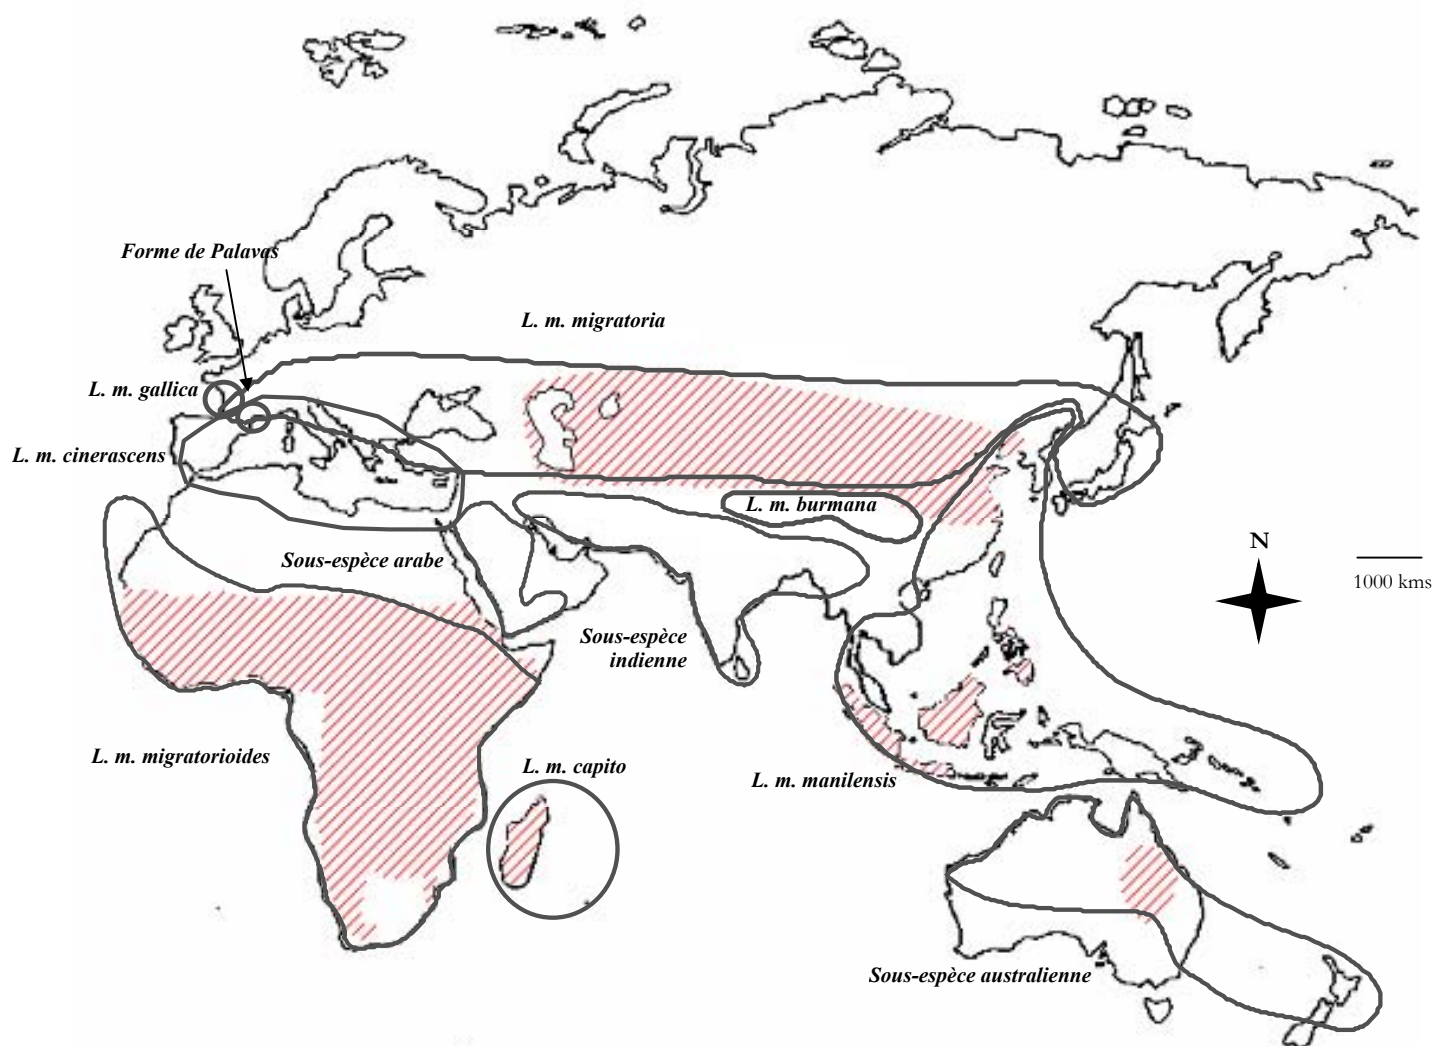 Forme de Palavas
L. m. migratoria
L. m. gallica
L. m. cinerascens
L. m. burmana
N
Sous-espèce arabe
1000 kms
Sous-espèce
indienne
L. m. migratorioides
L. m. capito
L. m. manilensis
Sous-espèce australienne